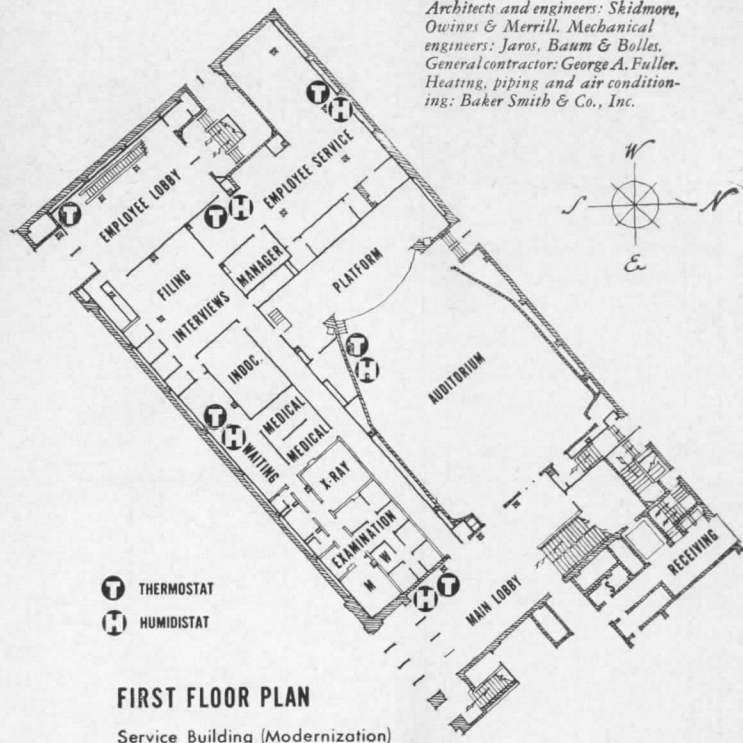 Architects and engineers: Skidmore,
Owings & Merrill. Mechanical
engineers: Jaros, Baum & Bolles.
General contractor: George A. Fuller.
Heating, piping and air condition-
ing: Baker Smith & Co., Inc.
W
S
N
E
T
H
EMPLOYEE SERVICE
T
EMPLOYEE LOBBY
T
H
FILING
MANAGER
INTERVIEWS
PLATFORM
INDOC.
T
H
AUDITORIUM
T
H
WAITING
MEDICAL
MEDICAL
X-RAY
EXAMINATION
W
M
H
T
MAIN LOBBY
S
RECEIVING
T THERMOSTAT
H HUMIDISTAT
FIRST FLOOR PLAN
Service Building (Modernization)